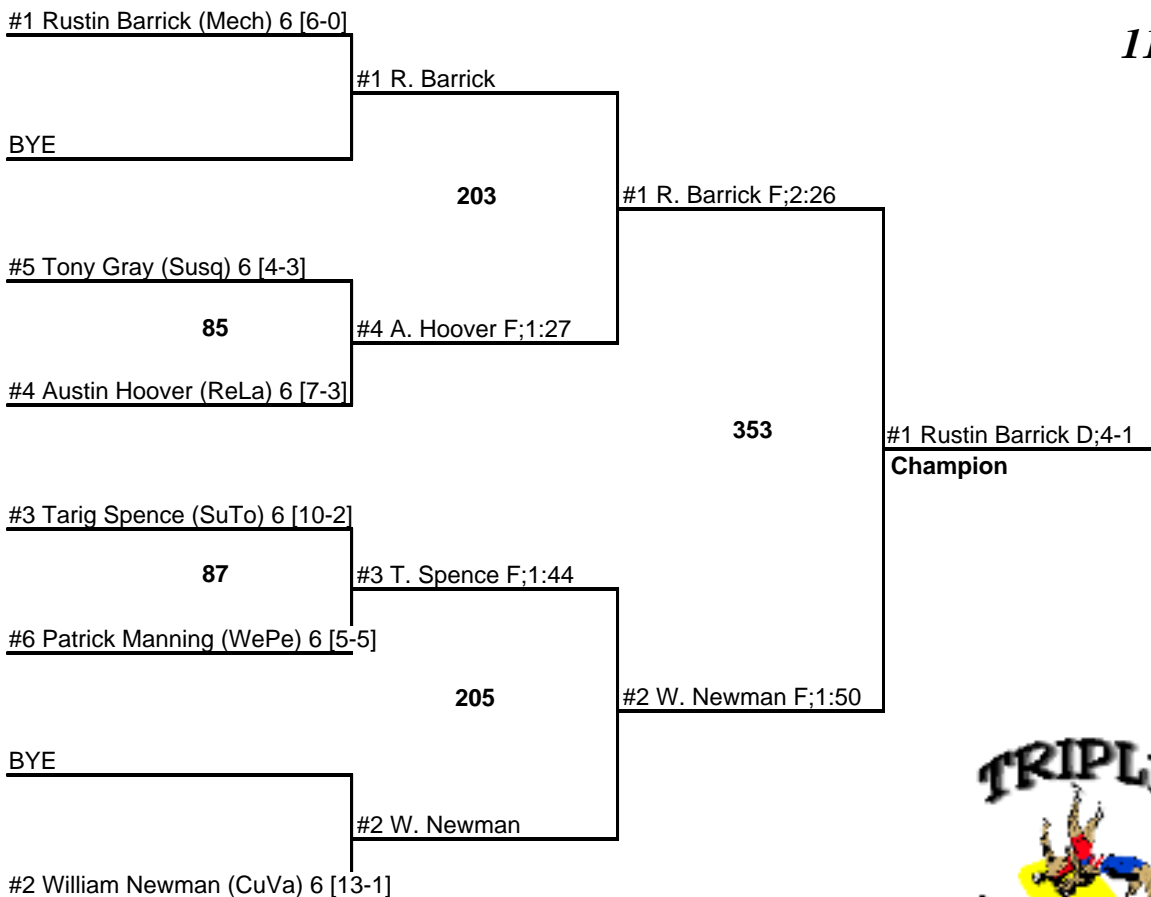 #1 Rustin Barrick (Mech) 6 [6-0]
#1 R. Barrick
BYE
203
#1 R. Barrick F;2:26
#5 Tony Gray (Susq) 6 [4-3]
85
#4 A. Hoover F;1:27
#4 Austin Hoover (ReLa) 6 [7-3]
353
#1 Rustin Barrick D;4-1
Champion
#3 Tarig Spence (SuTo) 6 [10-2]
87
#3 T. Spence F;1:44
#6 Patrick Manning (WePe) 6 [5-5]
205
#2 W. Newman F;1:50
BYE
#2 W. Newman
#2 William Newman (CuVa) 6 [13-1]